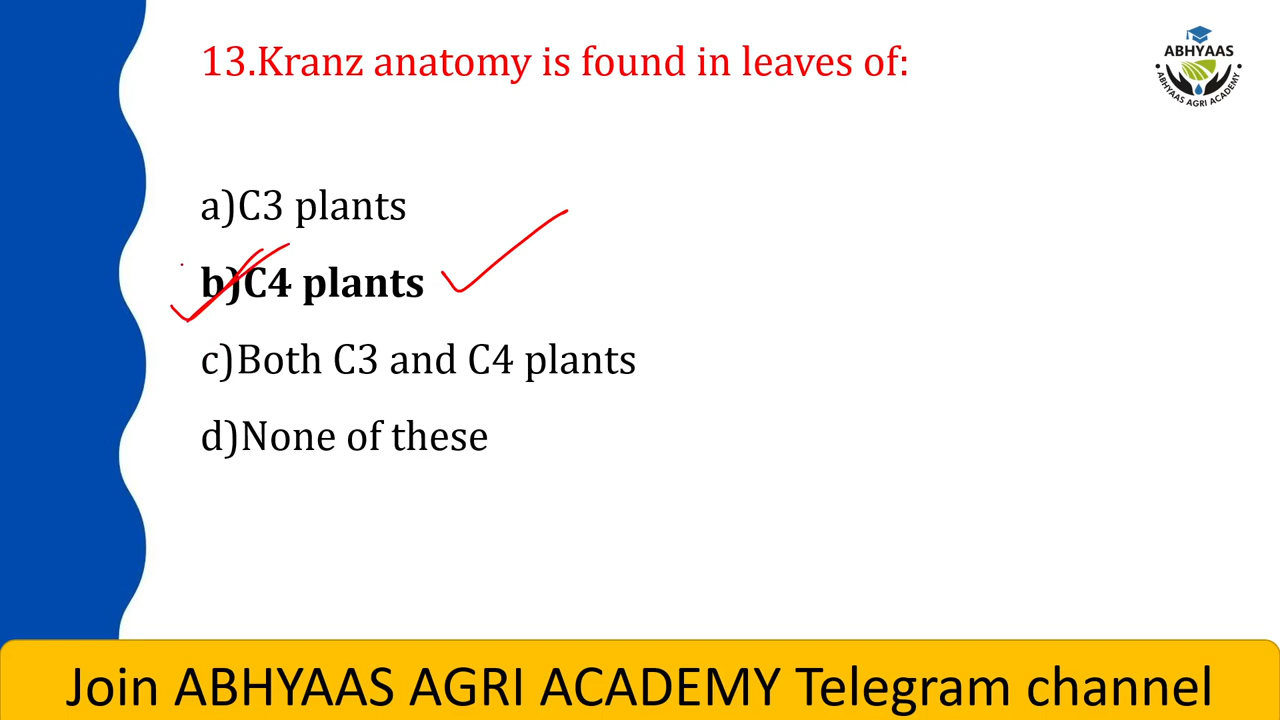 13.Kranz anatomy is found in leaves of:
ABHYAAS
ABHYAAS AGRI ACADEMY
a)C3 plants
b)C4 plants
c)Both C3 and C4 plants
d)None of these
Join ABHYAAS AGRI ACADEMY Telegram channel